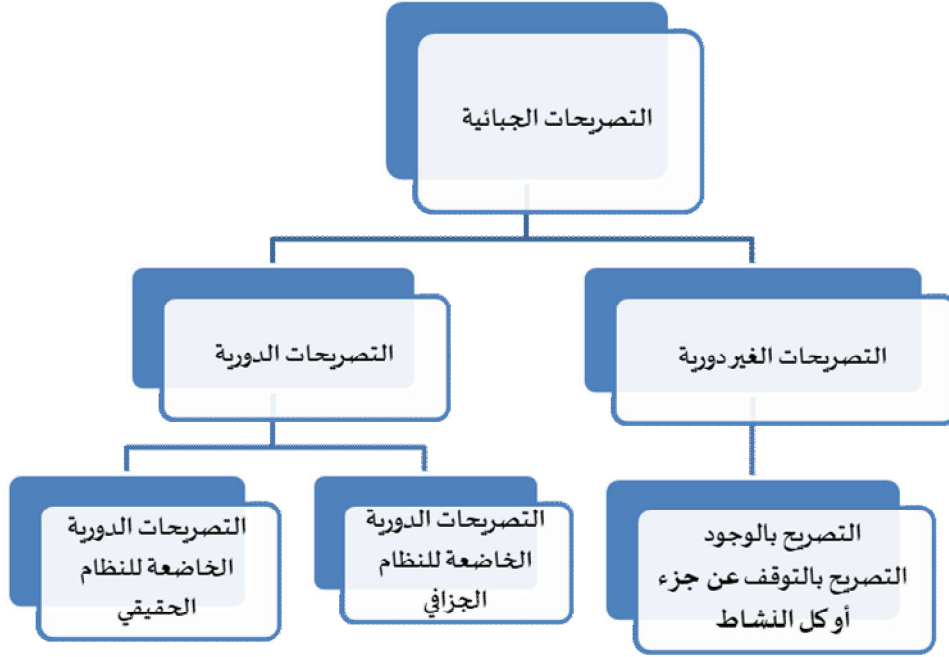 التصريحات الجبائية
التصريحات الغير دورية
التصريحات الدورية
التصريح بالوجود
التصريح بالتوقف عن جزء
أو كل النشاط
التصريحات الدورية
الخاضعة للنظام
الجزافي
التصريحات الدورية
الخاضعة للنظام
الحقيقي